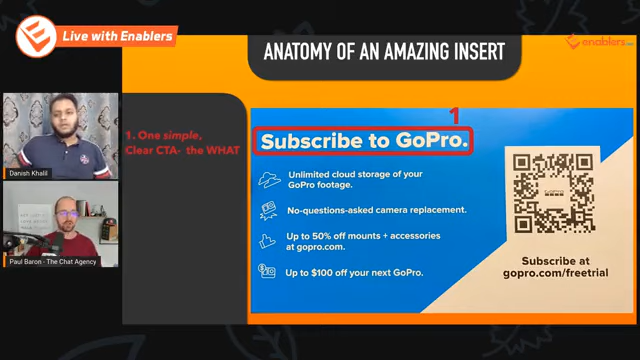 Live with Enablers
ANATOMY OF AN AMAZING INSERT
enablers
Danish Khalil
Paul Baron - The Chat Agency
1. One simple,
Clear CTA- the WHAT
1
Subscribe to GoPro.
Unlimited cloud storage of your
GoPro footage.
No-questions-asked camera replacement.
Up to 50% off mounts + accessories
at gopro.com.
Up to $100 off your next GoPro.
GoPro
Subscribe at
gopro.com/freetrial